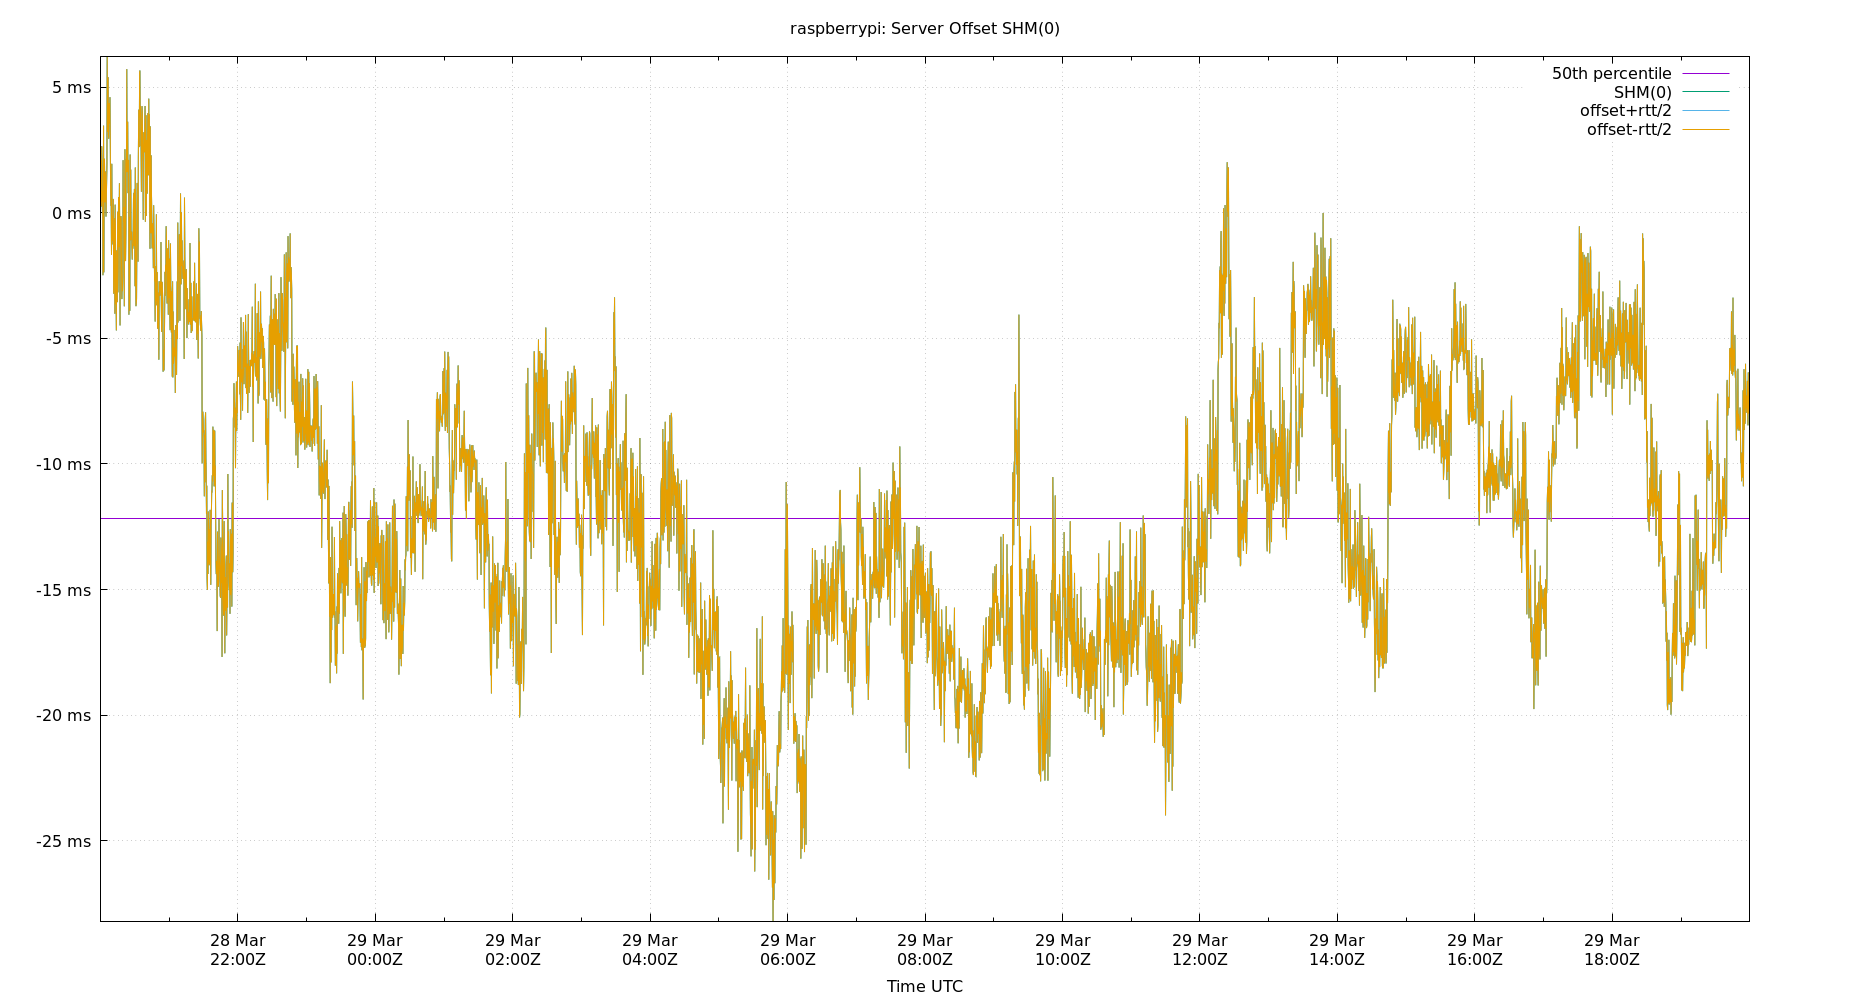 raspberrypi: Server Offset SHM(0)
50th percentile
SHM(0)
offset+rtt/2
offset-rtt/2
5 ms
0 ms
-5 ms
-10 ms
-15 ms
-20 ms
-25 ms
28 Mar 29 Mar 29 Mar 29 Mar 29 Mar 29 Mar 29 Mar 29 Mar 29 Mar 29 Mar 29 Mar
22:00Z 00:00Z 02:00Z 04:00Z 06:00Z 08:00Z 10:00Z 12:00Z 14:00Z 16:00Z 18:00Z
Time UTC